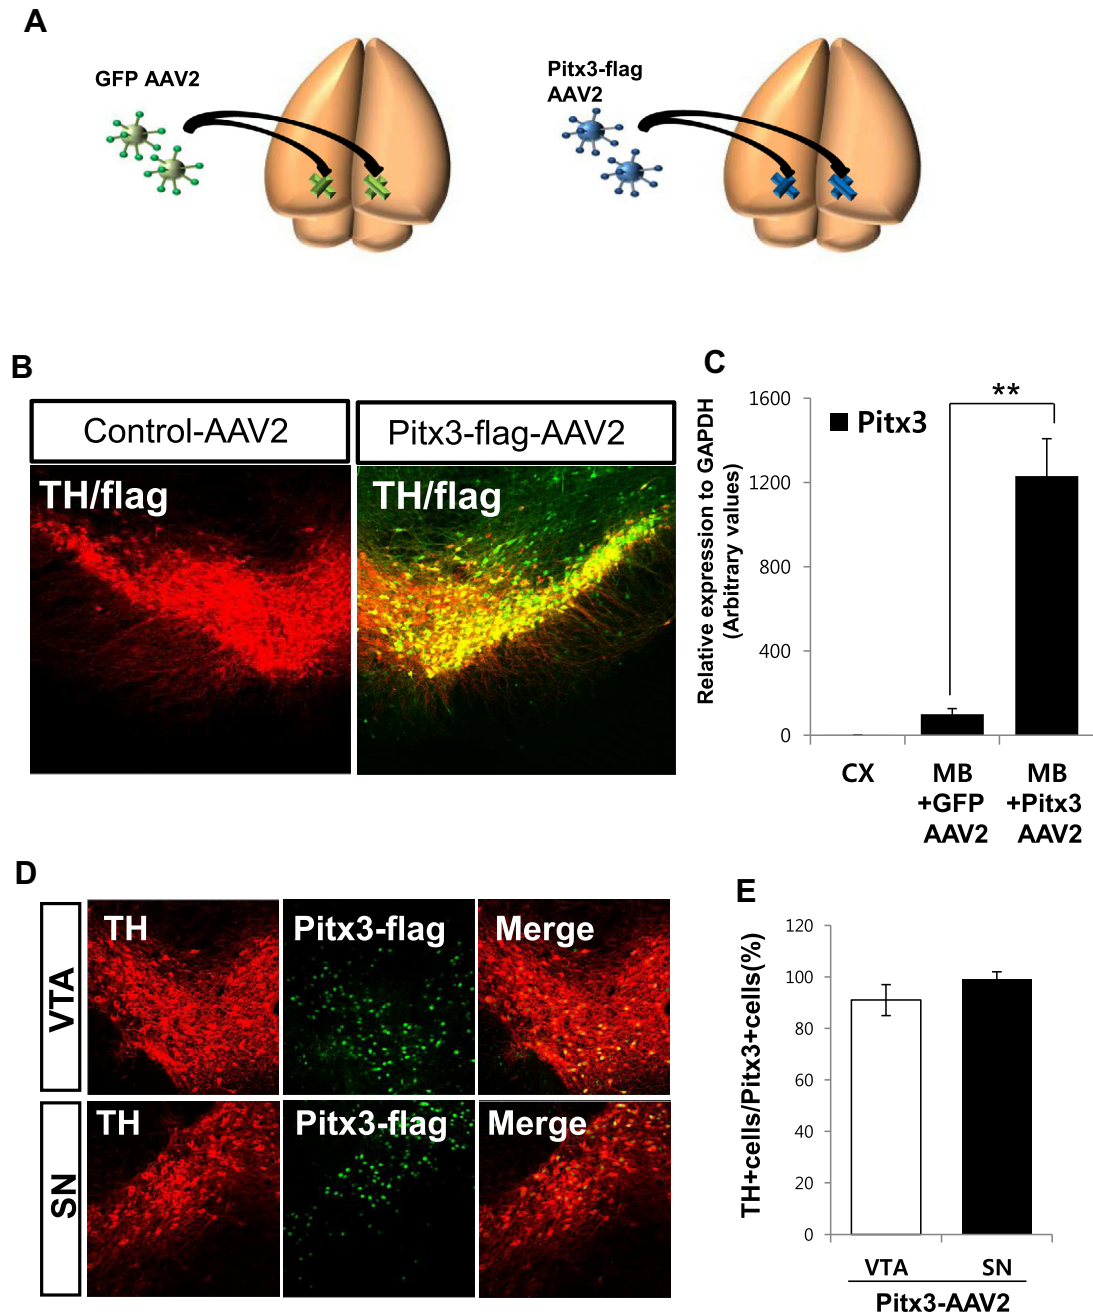 A
GFP AAV2
Pitx3-flag
AAV2
B
Control-AAV2
Pitx3-flag-AAV2
TH/flag
TH/flag
C
Relative expression to GAPDH
(Arbitrary values)
1600
1200
800
400
0
Pitx3
**
CX
MB
+GFP
AAV2
MB
+Pitx3
AAV2
D
VTA
TH
Pitx3-flag
Merge
SN
TH
Pitx3-flag
Merge
E
TH+cells/Pitx3+cells(%)
120
100
80
60
40
20
0
VTA
SN
Pitx3-AAV2